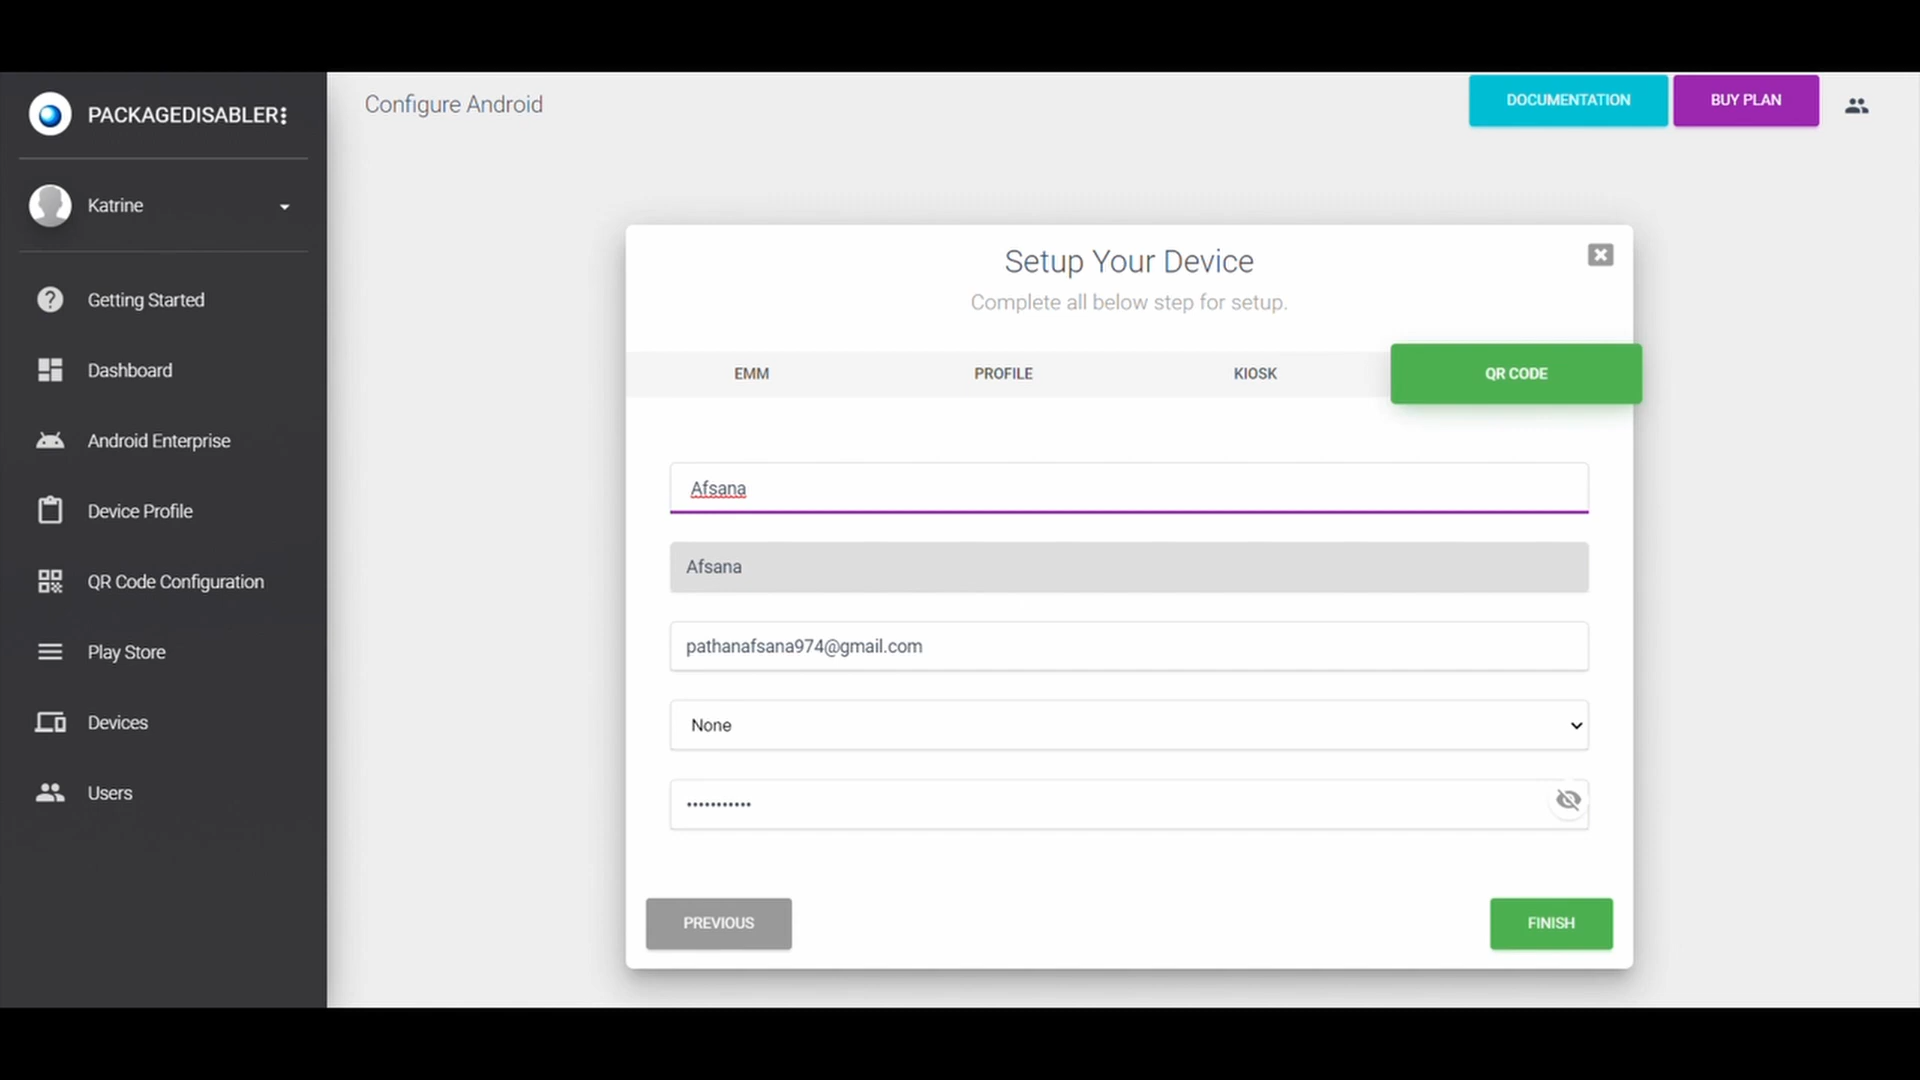 PACKAGEDISABLER
Katrine
Getting Started
Dashboard
Android Enterprise
Device Profile
QR Code Configuration
Play Store
Devices
Users
Configure Android
DOCUMENTATION
BUY PLAN
Setup Your Device
Complete all below step for setup.
EMM
PROFILE
KIOSK
QR CODE
Afsana
Afsana
pathanafsana974@gmail.com
None
•••••••••••
PREVIOUS
FINISH